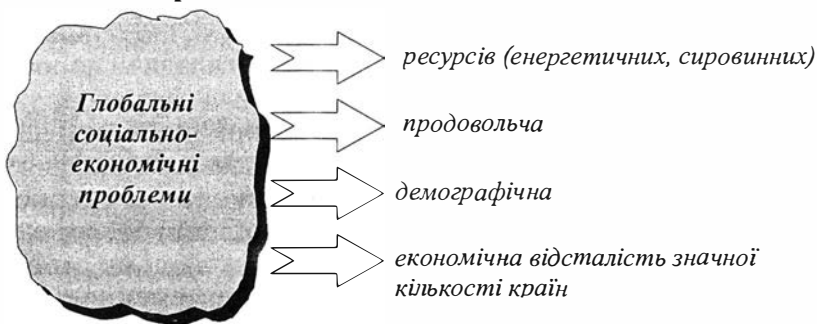 Глобальні
соціально-
економічні
проблеми
ресурсів (енергетичних, сировинних)
продовольча
демографічна
економічна відсталість значної
кількості країн